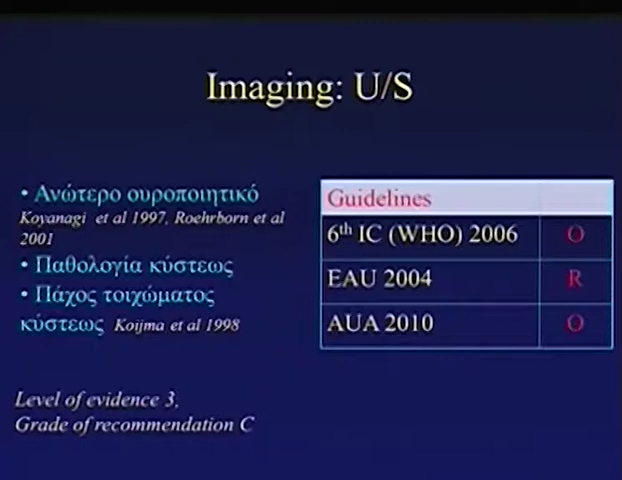 Imaging: U/S
• Ανώτερο ουροποιητικό
Koyanagi et al 1997, Roehrborn et al
2001
• Παθολογία κύστεως
• Πάχος τοιχώματος
κύστεως Koijma et al 1998
Level of evidence 3,
Grade of recommendation C
Guidelines
6th IC (WHO) 2006 O
EAU 2004 R
AUA 2010 O